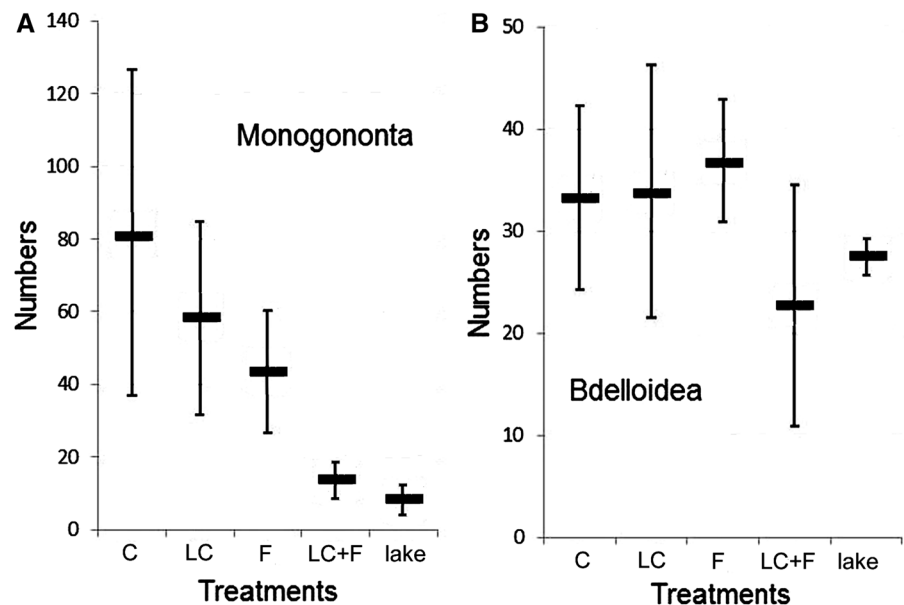 A
Numbers
140
120
100
80
60
40
20
0
Monogononta
C LC F LC+F lake
Treatments
B
Numbers
50
40
30
20
10
0
Bdelloidea
C LC F LC+F lake
Treatments